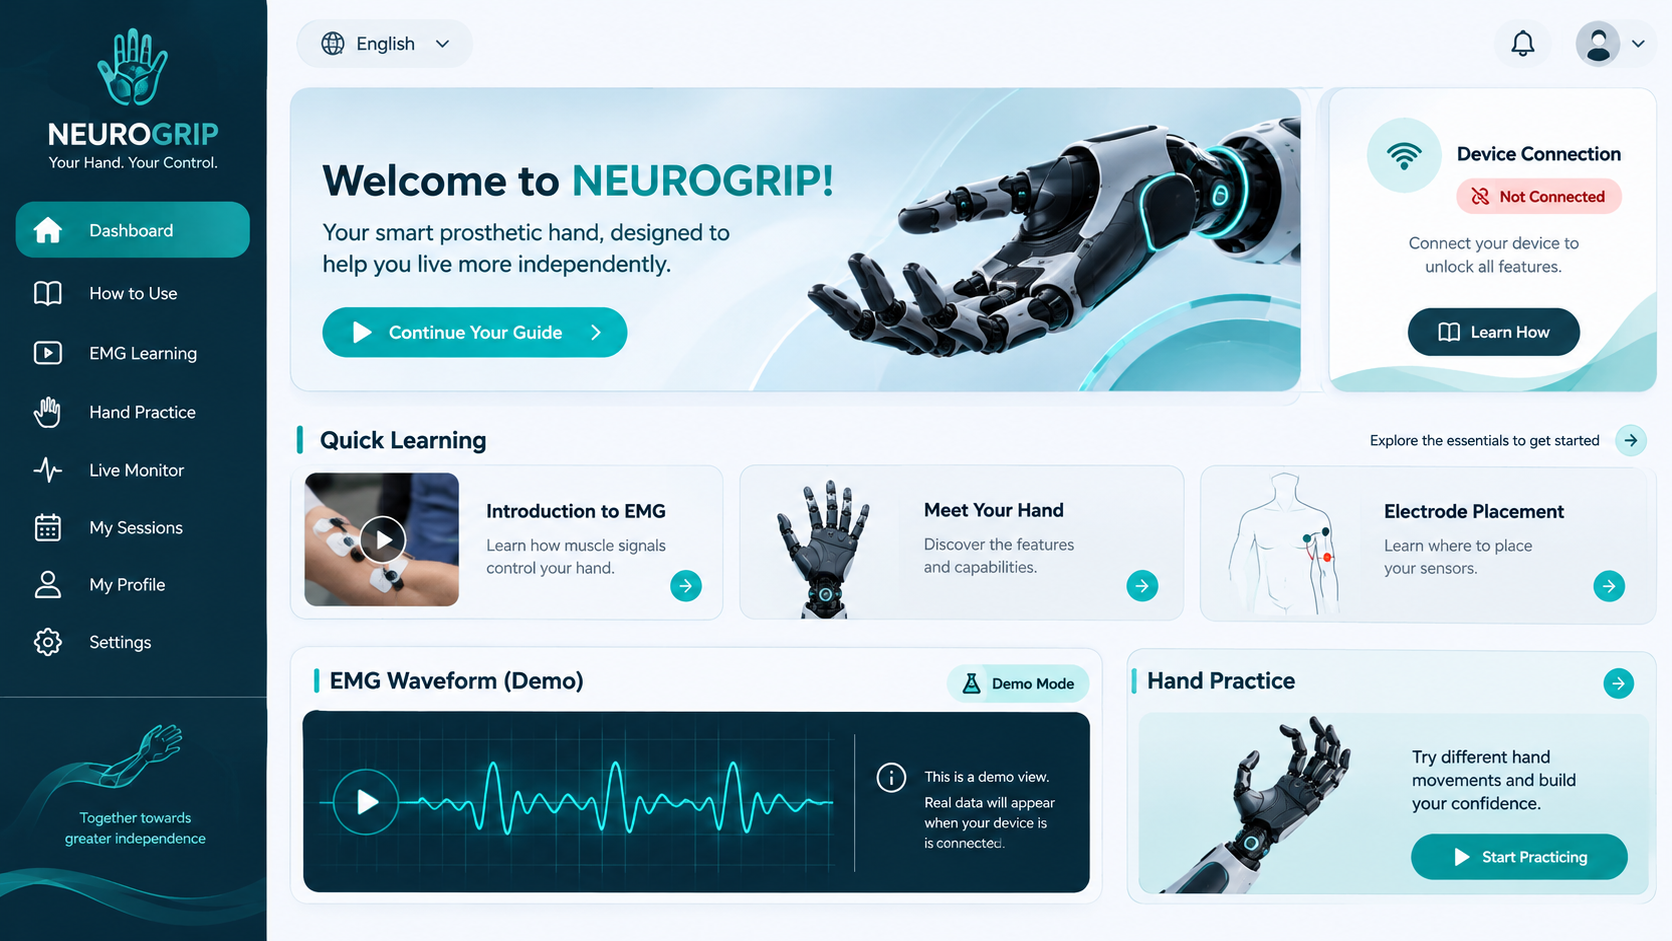 NEUROGRIP
Your Hand. Your Control.
Dashboard
How to Use
EMG Learning
Hand Practice
Live Monitor
My Sessions
My Profile
Settings
Together towards
greater independence
English
Welcome to NEUROGRIP!
Your smart prosthetic hand, designed to
help you live more independently.
Continue Your Guide
Device Connection
Not Connected
Connect your device to
unlock all features.
Learn How
Quick Learning
Explore the essentials to get started
Introduction to EMG
Learn how muscle signals
control your hand.
Meet Your Hand
Discover the features
and capabilities.
Electrode Placement
Learn where to place
your sensors.
EMG Waveform (Demo)
Demo Mode
This is a demo view.
Real data will appear
when your device is
is connected.
Hand Practice
Try different hand
movements and build
your confidence.
Start Practicing